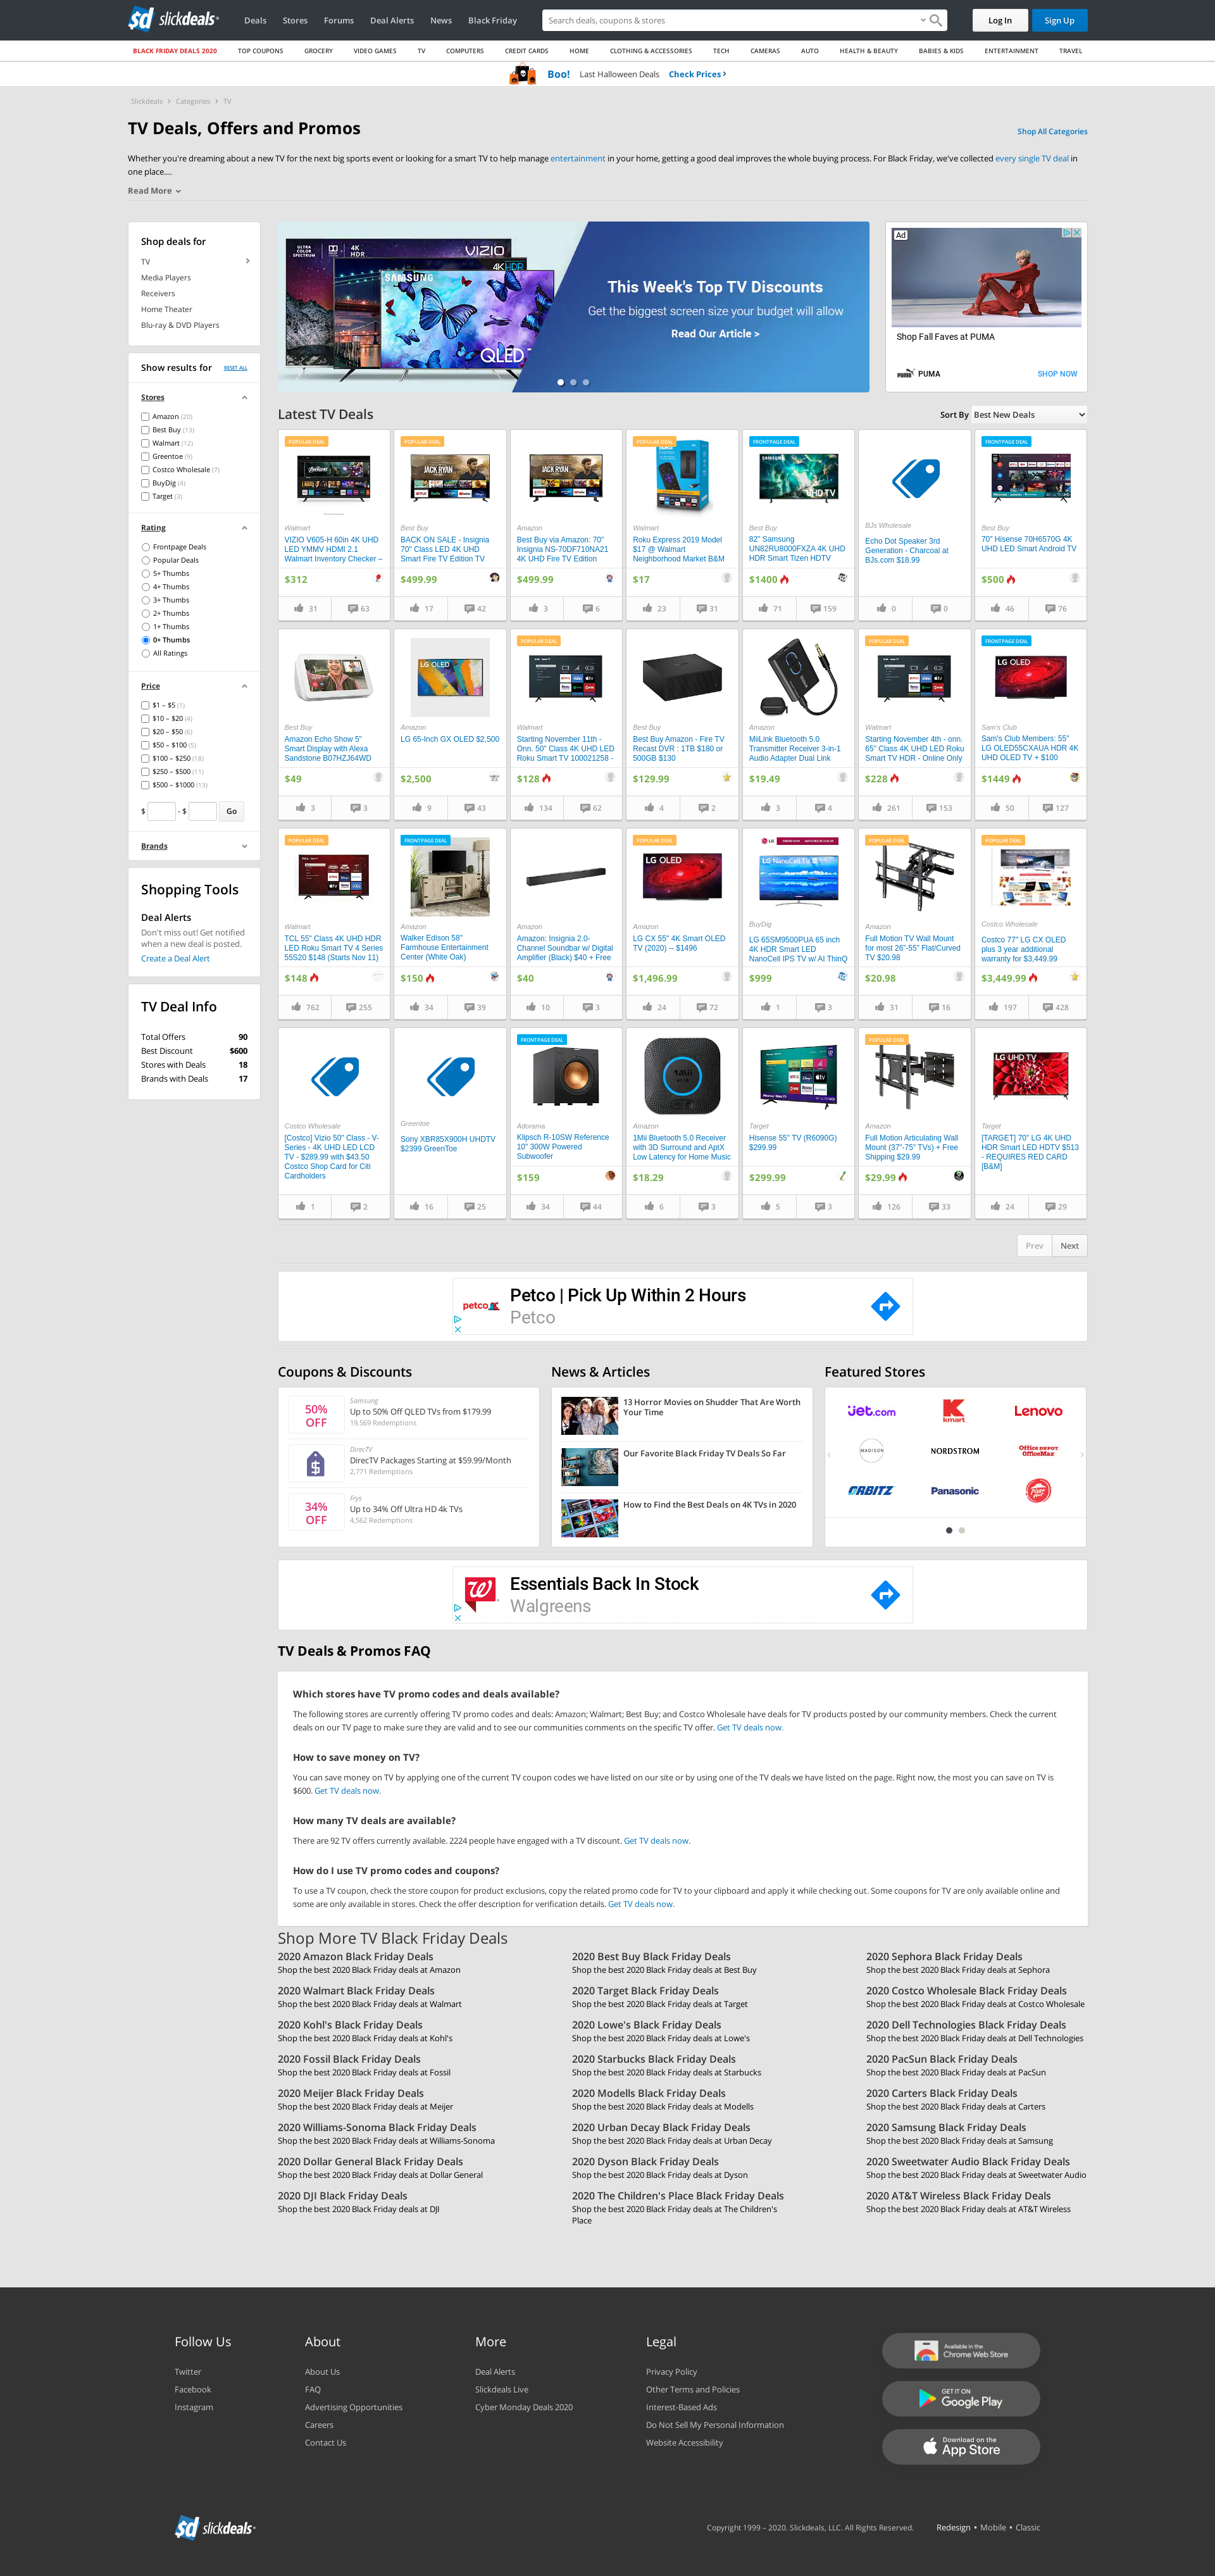 slickdeals
Deals Stores Forums Deal Alerts News Black Friday
Search deals, coupons & stores
Log In Sign Up
BLACK FRIDAY DEALS 2020 TOP COUPONS GROCERY VIDEO GAMES TV COMPUTERS CREDIT CARDS HOME CLOTHING & ACCESSORIES TECH CAMERAS AUTO HEALTH & BEAUTY BABIES & KIDS ENTERTAINMENT TRAVEL
Boo! Last Halloween Deals Check Prices
Slickdeals Categories TV
TV Deals, Offers and Promos
Shop All Categories
Whether you're dreaming about a new TV for the next big sports event or looking for a smart TV to help manage entertainment in your home, getting a good deal improves the whole buying process. For Black Friday, we've collected every single TV deal in
one place....
Read More
Shop deals for
TV
Media Players
Receivers
Home Theater
Blu-ray & DVD Players
Show results for RESET ALL
Stores
Amazon (20)
Best Buy (13)
Walmart (12)
Greentoe (9)
Costco Wholesale (7)
BuyDig (4)
Target (3)
Rating
Frontpage Deals
Popular Deals
5+ Thumbs
4+ Thumbs
3+ Thumbs
2+ Thumbs
1+ Thumbs
0+ Thumbs
All Ratings
Price
$1 – $5 (1)
$10 – $20 (4)
$20 – $50 (6)
$50 – $100 (5)
$100 – $250 (18)
$250 – $500 (11)
$500 – $1000 (13)
$ - $ Go
Brands
Shopping Tools
Deal Alerts
Don't miss out! Get notified
when a new deal is posted.
Create a Deal Alert
TV Deal Info
Total Offers 90
Best Discount $600
Stores with Deals 18
Brands with Deals 17
VIZIO
4K HDR
SAMSUNG
QLED T
This Week's Top TV Discounts
Get the biggest screen size your budget will allow
Read Our Article >
Ad
Shop Fall Faves at PUMA
PUMA SHOP NOW
Latest TV Deals
Sort By Best New Deals
POPULAR DEAL
Walmart
VIZIO V605-H 60in 4K UHD
LED YMMV HDMI 2.1
Walmart Inventory Checker –
$312
31 63
POPULAR DEAL
Best Buy
BACK ON SALE - Insignia
70" Class LED 4K UHD
Smart Fire TV Edition TV
$499.99
17 42
Amazon
Best Buy via Amazon: 70"
Insignia NS-70DF710NA21
4K UHD Fire TV Edition
$499.99
3 6
POPULAR DEAL
Walmart
Roku Express 2019 Model
$17 @ Walmart
Neighborhood Market B&M
$17
23 31
FRONTPAGE DEAL
Best Buy
82" Samsung
UN82RU8000FXZA 4K UHD
HDR Smart Tizen HDTV
$1400
71 159
BJs Wholesale
Echo Dot Speaker 3rd
Generation - Charcoal at
BJs.com $18.99
0 0
FRONTPAGE DEAL
Best Buy
70" Hisense 70H6570G 4K
UHD LED Smart Android TV
$500
46 76
Best Buy
Amazon Echo Show 5"
Smart Display with Alexa
Sandstone B07HZJ64WD
$49
3 3
LG OLED
Amazon
LG 65-Inch GX OLED $2,500
$2,500
9 43
POPULAR DEAL
Walmart
Starting November 11th -
Onn. 50" Class 4K UHD LED
Roku Smart TV 100021258 -
$128
134 62
Best Buy
Best Buy Amazon - Fire TV
Recast DVR : 1TB $180 or
500GB $130
$129.99
4 2
Amazon
MiiLink Bluetooth 5.0
Transmitter Receiver 3-in-1
Audio Adapter Dual Link
$19.49
3 4
POPULAR DEAL
Walmart
Starting November 4th - onn.
65" Class 4K UHD LED Roku
Smart TV HDR - Online Only
$228
261 153
FRONTPAGE DEAL
LG OLED
Sam's Club
Sam's Club Members: 55"
LG OLED55CXAUA HDR 4K
UHD OLED TV + $100
$1449
50 127
POPULAR DEAL
Walmart
TCL 55" Class 4K UHD HDR
LED Roku Smart TV 4 Series
55S20 $148 (Starts Nov 11)
$148
762 255
FRONTPAGE DEAL
Amazon
Walker Edison 58"
Farmhouse Entertainment
Center (White Oak)
$150
34 39
Amazon
Amazon: Insignia 2.0-
Channel Soundbar w/ Digital
Amplifier (Black) $40 + Free
$40
10 3
POPULAR DEAL
LG OLED
Amazon
LG CX 55" 4K Smart OLED
TV (2020) -- $1496
$1,496.99
24 72
LG NanoCell TV
BuyDig
LG 65SM9500PUA 65 inch
4K HDR Smart LED
NanoCell IPS TV w/ AI ThinQ
$999
1 3
POPULAR DEAL
Amazon
Full Motion TV Wall Mount
for most 26"-55" Flat/Curved
TV $20.98
$20.98
31 16
POPULAR DEAL
Costco Wholesale
Costco 77" LG CX OLED
plus 3 year additional
warranty for $3,449.99
$3,449.99
197 428
Costco Wholesale
[Costco] Vizio 50" Class - V-
Series - 4K UHD LED LCD
TV - $289.99 with $43.50
Costco Shop Card for Citi
Cardholders
1 2
Greentoe
Sony XBR85X900H UHDTV
$2399 GreenToe
16 25
FRONTPAGE DEAL
Adorama
Klipsch R-10SW Reference
10" 300W Powered
Subwoofer
$159
34 44
1Mii
Amazon
1Mii Bluetooth 5.0 Receiver
with 3D Surround and AptX
Low Latency for Home Music
$18.29
6 3
Target
Hisense 55" TV (R6090G)
$299.99
$299.99
5 3
POPULAR DEAL
Amazon
Full Motion Articulating Wall
Mount (37"-75" TVs) + Free
Shipping $29.99
$29.99
126 33
LG UHD TV
Target
[TARGET] 70" LG 4K UHD
HDR Smart LED HDTV $513
- REQUIRES RED CARD
[B&M]
24 29
Prev Next
petco
Petco | Pick Up Within 2 Hours
Petco
Coupons & Discounts
50% OFF
Samsung
Up to 50% Off QLED TVs from $179.99
19,569 Redemptions
DirecTV
DirecTV Packages Starting at $59.99/Month
2,771 Redemptions
34% OFF
Frys
Up to 34% Off Ultra HD 4k TVs
4,562 Redemptions
News & Articles
13 Horror Movies on Shudder That Are Worth
Your Time
Our Favorite Black Friday TV Deals So Far
How to Find the Best Deals on 4K TVs in 2020
Featured Stores
jet.com Kmart Lenovo
MADISON NORDSTROM Office DEPOT OfficeMax
ORBITZ Panasonic Pizza Hut
Essentials Back In Stock
Walgreens
TV Deals & Promos FAQ
Which stores have TV promo codes and deals available?
The following stores are currently offering TV promo codes and deals: Amazon; Walmart; Best Buy; and Costco Wholesale have deals for TV products posted by our community members. Check the current
deals on our TV page to make sure they are valid and to see our communities comments on the specific TV offer. Get TV deals now.
How to save money on TV?
You can save money on TV by applying one of the current TV coupon codes we have listed on our site or by using one of the TV deals we have listed on the page. Right now, the most you can save on TV is
$600. Get TV deals now.
How many TV deals are available?
There are 92 TV offers currently available. 2224 people have engaged with a TV discount. Get TV deals now.
How do I use TV promo codes and coupons?
To use a TV coupon, check the store coupon for product exclusions, copy the related promo code for TV to your clipboard and apply it while checking out. Some coupons for TV are only available online and
some are only available in stores. Check the offer description for verification details. Get TV deals now.
Shop More TV Black Friday Deals
2020 Amazon Black Friday Deals
Shop the best 2020 Black Friday deals at Amazon
2020 Best Buy Black Friday Deals
Shop the best 2020 Black Friday deals at Best Buy
2020 Sephora Black Friday Deals
Shop the best 2020 Black Friday deals at Sephora
2020 Walmart Black Friday Deals
Shop the best 2020 Black Friday deals at Walmart
2020 Target Black Friday Deals
Shop the best 2020 Black Friday deals at Target
2020 Costco Wholesale Black Friday Deals
Shop the best 2020 Black Friday deals at Costco Wholesale
2020 Kohl's Black Friday Deals
Shop the best 2020 Black Friday deals at Kohl's
2020 Lowe's Black Friday Deals
Shop the best 2020 Black Friday deals at Lowe's
2020 Dell Technologies Black Friday Deals
Shop the best 2020 Black Friday deals at Dell Technologies
2020 Fossil Black Friday Deals
Shop the best 2020 Black Friday deals at Fossil
2020 Starbucks Black Friday Deals
Shop the best 2020 Black Friday deals at Starbucks
2020 PacSun Black Friday Deals
Shop the best 2020 Black Friday deals at PacSun
2020 Meijer Black Friday Deals
Shop the best 2020 Black Friday deals at Meijer
2020 Modells Black Friday Deals
Shop the best 2020 Black Friday deals at Modells
2020 Carters Black Friday Deals
Shop the best 2020 Black Friday deals at Carters
2020 Williams-Sonoma Black Friday Deals
Shop the best 2020 Black Friday deals at Williams-Sonoma
2020 Urban Decay Black Friday Deals
Shop the best 2020 Black Friday deals at Urban Decay
2020 Samsung Black Friday Deals
Shop the best 2020 Black Friday deals at Samsung
2020 Dollar General Black Friday Deals
Shop the best 2020 Black Friday deals at Dollar General
2020 Dyson Black Friday Deals
Shop the best 2020 Black Friday deals at Dyson
2020 Sweetwater Audio Black Friday Deals
Shop the best 2020 Black Friday deals at Sweetwater Audio
2020 DJI Black Friday Deals
Shop the best 2020 Black Friday deals at DJI
2020 The Children's Place Black Friday Deals
Shop the best 2020 Black Friday deals at The Children's
Place
2020 AT&T Wireless Black Friday Deals
Shop the best 2020 Black Friday deals at AT&T Wireless
Follow Us
Twitter
Facebook
Instagram
About
About Us
FAQ
Advertising Opportunities
Careers
Contact Us
More
Deal Alerts
Slickdeals Live
Cyber Monday Deals 2020
Legal
Privacy Policy
Other Terms and Policies
Interest-Based Ads
Do Not Sell My Personal Information
Website Accessibility
Available in the
Chrome Web Store
GET IT ON
Google Play
Download on the
App Store
slickdeals
Copyright 1999 – 2020. Slickdeals, LLC. All Rights Reserved. Redesign • Mobile • Classic